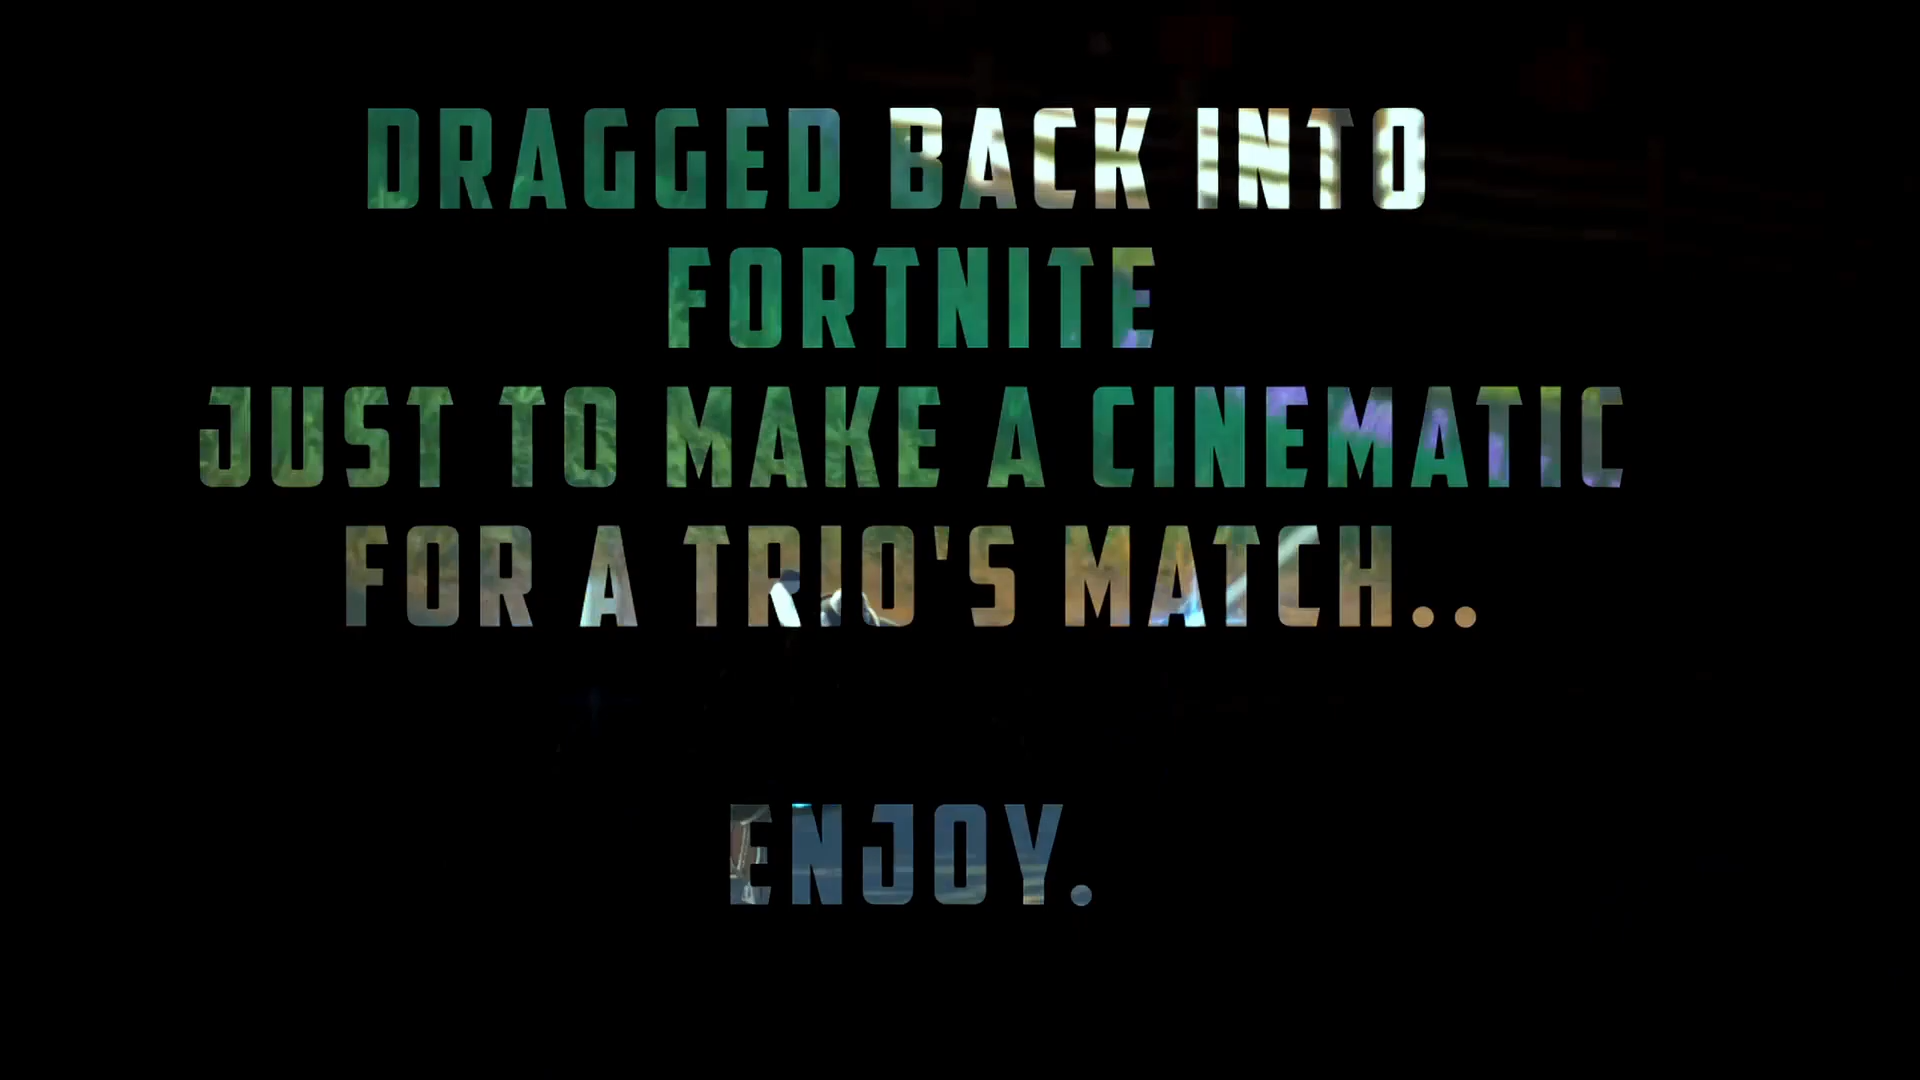 DRAGGED BACK INTO
FORTNITE
JUST TO MAKE A CINEMATIC
FOR A TRIO'S MATCH..
ENJOY.